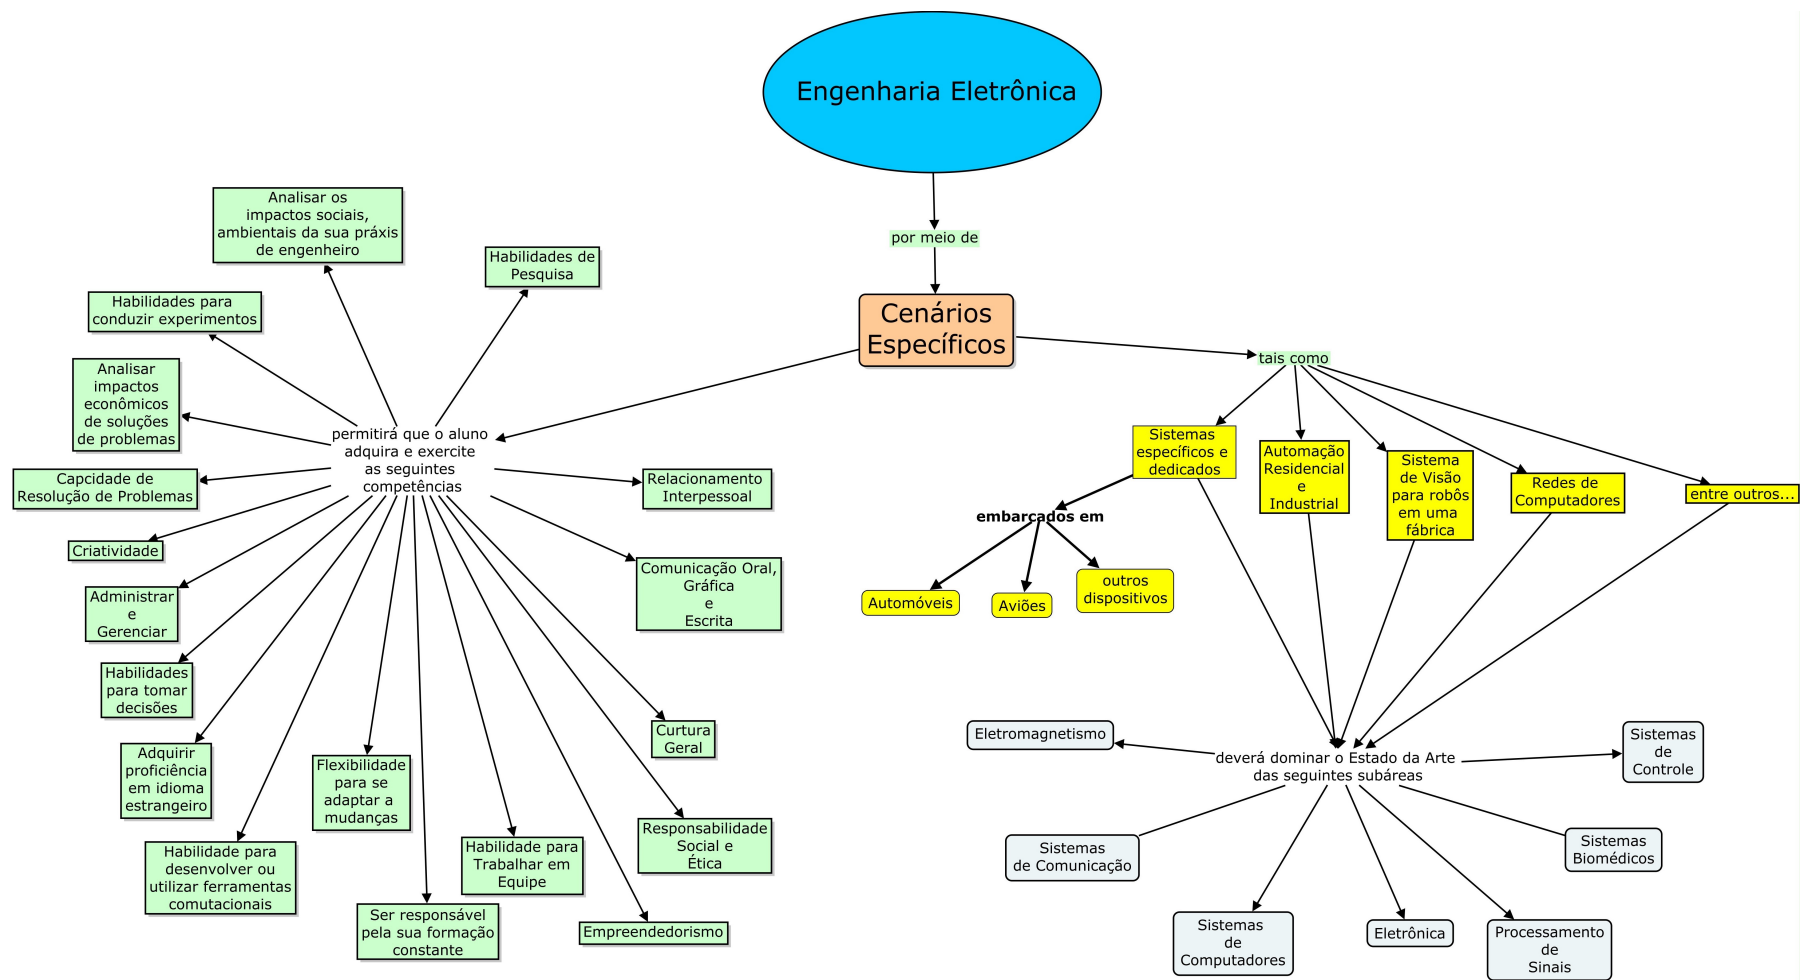 Engenharia Eletrônica
por meio de
Cenários
Específicos
Analisar os
impactos sociais,
ambientais da sua práxis
de engenheiro
Habilidades de
Pesquisa
Habilidades para
conduzir experimentos
Analisar
impactos
econômicos
de soluções
de problemas
permitirá que o aluno
adquira e exercite
as seguintes
competências
Capcidade de
Resolução de Problemas
Relacionamento
Interpessoal
Criatividade
Comunicação Oral,
Gráfica
e
Escrita
Administrar
e
Gerenciar
Habilidades
para tomar
decisões
Adquirir
proficiência
em idioma
estrangeiro
Flexibilidade
para se
adaptar a
mudanças
Curtura
Geral
Habilidade para
desenvolver ou
utilizar ferramentas
comutacionais
Habilidade para
Trabalhar em
Equipe
Responsabilidade
Social e
Ética
Ser responsável
pela sua formação
constante
Empreendedorismo
tais como
Sistemas
específicos e
dedicados
Automação
Residencial
e
Industrial
Sistema
de Visão
para robôs
em uma
fábrica
Redes de
Computadores
entre outros...
embarcados em
Automóveis
Aviões
outros
dispositivos
deverá dominar o Estado da Arte
das seguintes subáreas
Eletromagnetismo
Sistemas
de
Controle
Sistemas
de Comunicação
Sistemas
Biomédicos
Sistemas
de
Computadores
Eletrônica
Processamento
de
Sinais